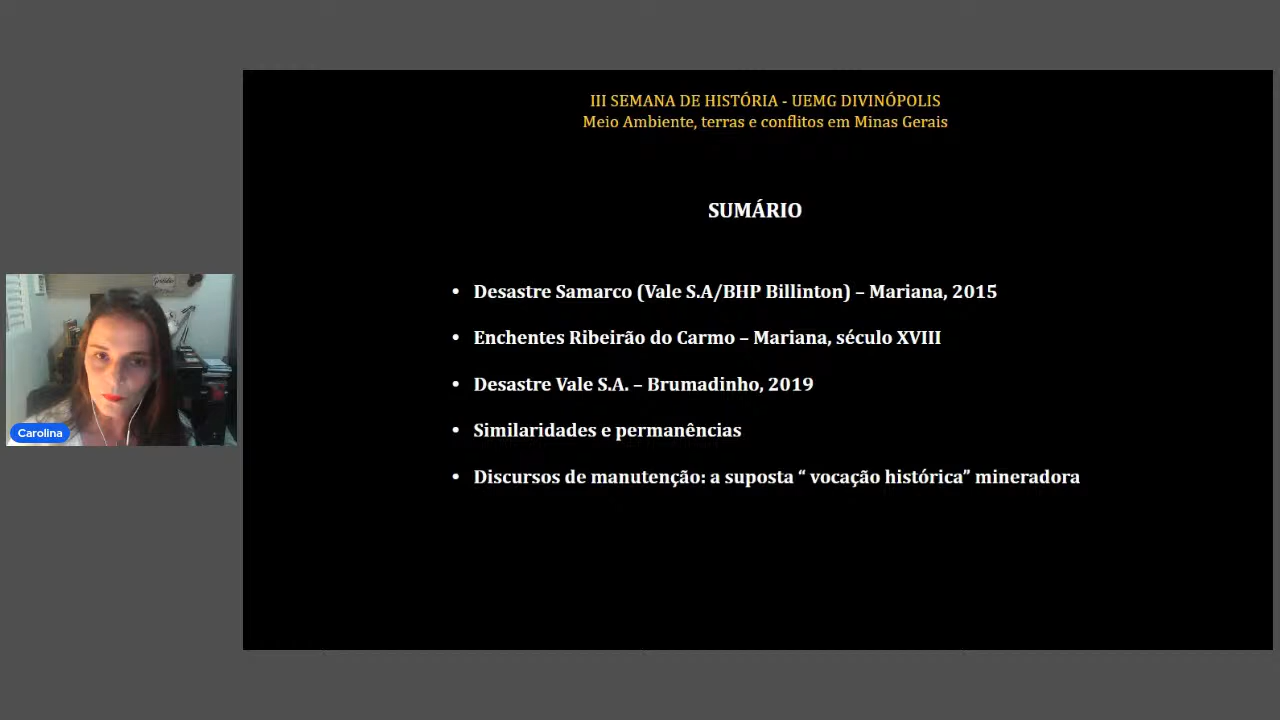 III SEMANA DE HISTÓRIA - UEMG DIVINÓPOLIS
Meio Ambiente, terras e conflitos em Minas Gerais
SUMÁRIO
• Desastre Samarco (Vale S.A/BHP Billinton) – Mariana, 2015
• Enchentes Ribeirão do Carmo – Mariana, século XVIII
• Desastre Vale S.A. – Brumadinho, 2019
• Similaridades e permanências
• Discursos de manutenção: a suposta “ vocação histórica” mineradora
Carolina